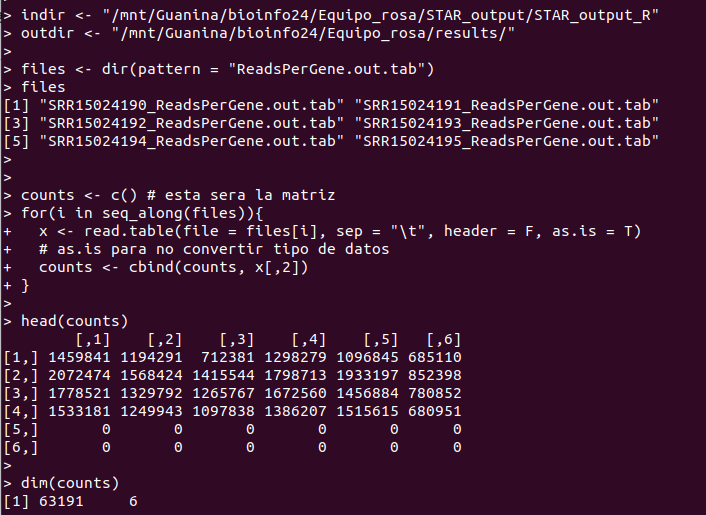 > indir <- "/mnt/Guanina/bioinfo24/Equipo_rosa/STAR_output/STAR_output_R"
> outdir <- "/mnt/Guanina/bioinfo24/Equipo_rosa/results/"
>
> files <- dir(pattern = "ReadsPerGene.out.tab")
> files
[1] "SRR15024190_ReadsPerGene.out.tab" "SRR15024191_ReadsPerGene.out.tab"
[3] "SRR15024192_ReadsPerGene.out.tab" "SRR15024193_ReadsPerGene.out.tab"
[5] "SRR15024194_ReadsPerGene.out.tab" "SRR15024195_ReadsPerGene.out.tab"
>
>
> counts <- c() # esta sera la matriz
> for(i in seq_along(files)){
+   x <- read.table(file = files[i], sep = "\t", header = F, as.is = T)
+   # as.is para no convertir tipo de datos
+   counts <- cbind(counts, x[,2])
+ }
>
> head(counts)
        [,1]    [,2]    [,3]    [,4]    [,5]   [,6]
[1,] 1459841 1194291  712381 1298279 1096845 685110
[2,] 2072474 1568424 1415544 1798713 1933197 852398
[3,] 1778521 1329792 1265767 1672560 1456884 780852
[4,] 1533181 1249943 1097838 1386207 1515615 680951
[5,]       0       0       0       0       0      0
[6,]       0       0       0       0       0      0
>
> dim(counts)
[1] 63191     6